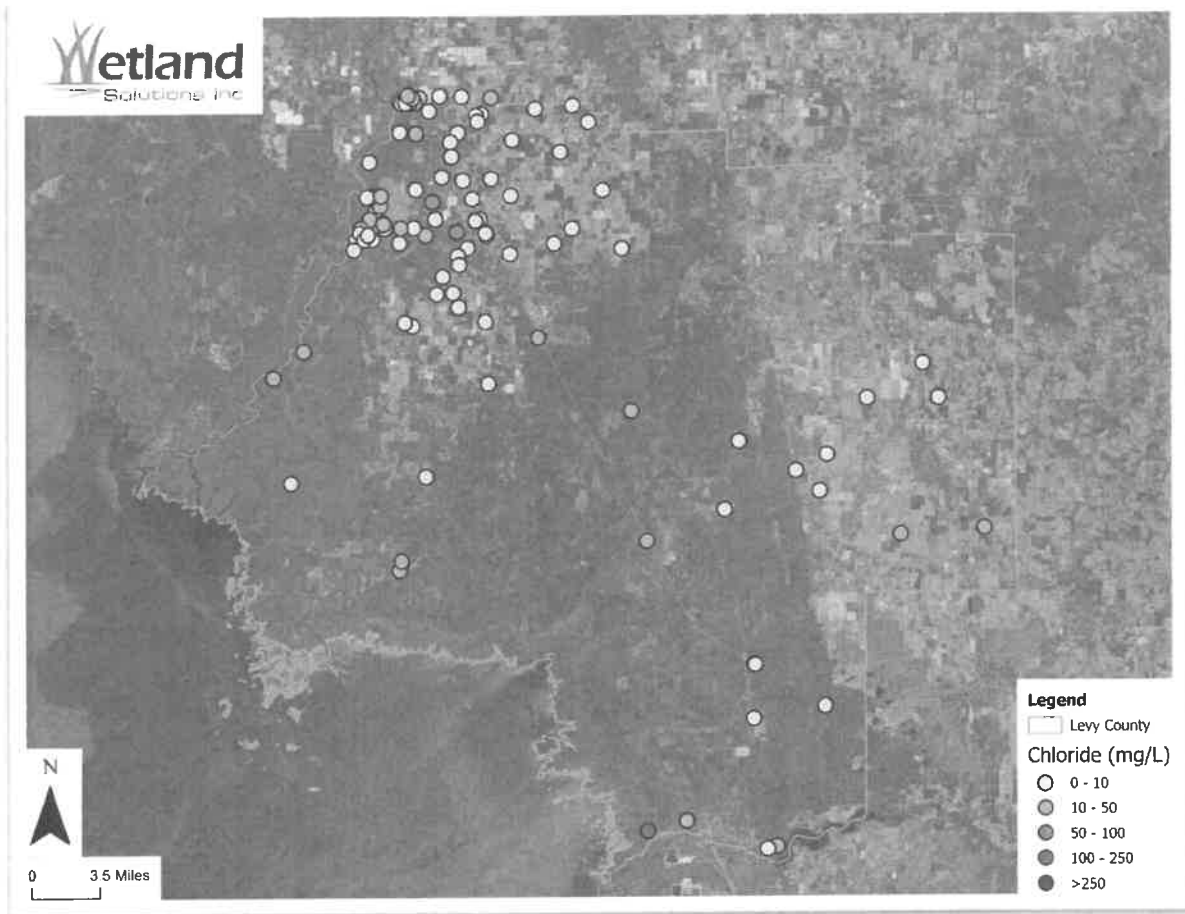 Wetland
Solutions Inc
Legend
Levy County
Chloride (mg/L)
0 - 10
10 - 50
50 - 100
100 - 250
>250
N
0 3 5 Miles